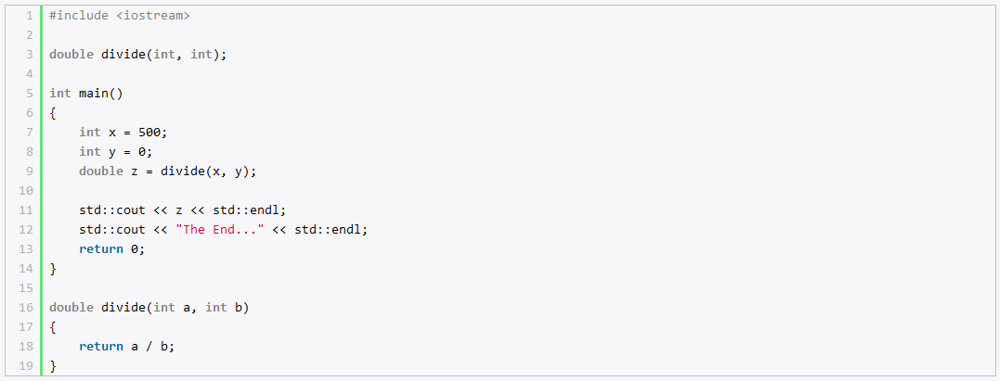 1 #include <iostream>
2
3 double divide(int, int);
4
5 int main()
6 {
7     int x = 500;
8     int y = 0;
9     double z = divide(x, y);
10
11     std::cout << z << std::endl;
12     std::cout << "The End..." << std::endl;
13     return 0;
14 }
15
16 double divide(int a, int b)
17 {
18     return a / b;
19 }